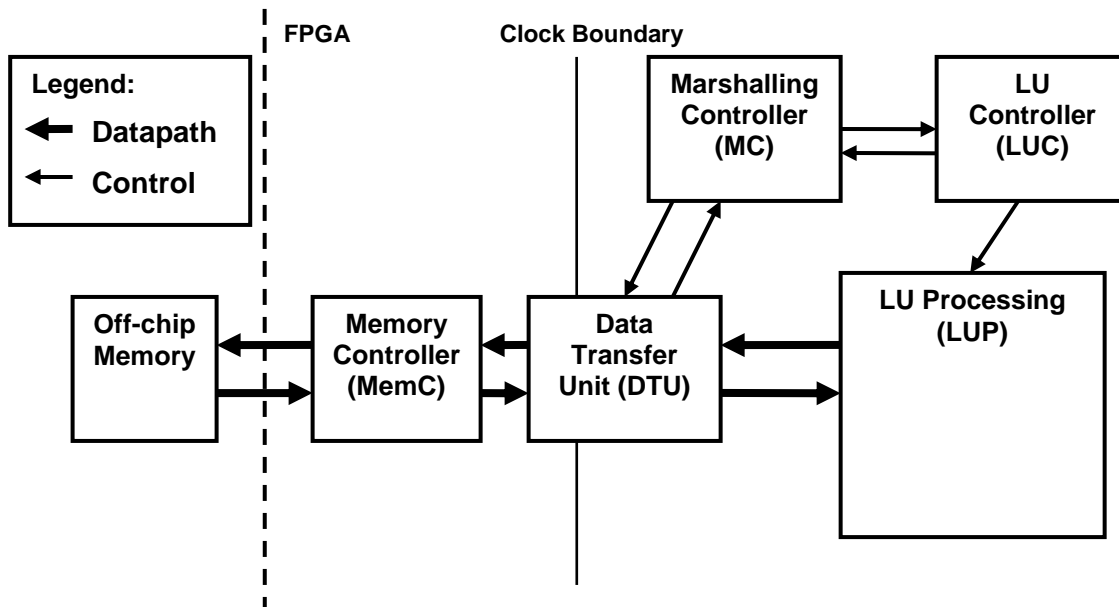 FPGA
Clock Boundary
Legend:
Datapath
Control
Marshalling
Controller
(MC)
LU
Controller
(LUC)
Off-chip
Memory
Memory
Controller
(MemC)
Data
Transfer
Unit (DTU)
LU Processing
(LUP)